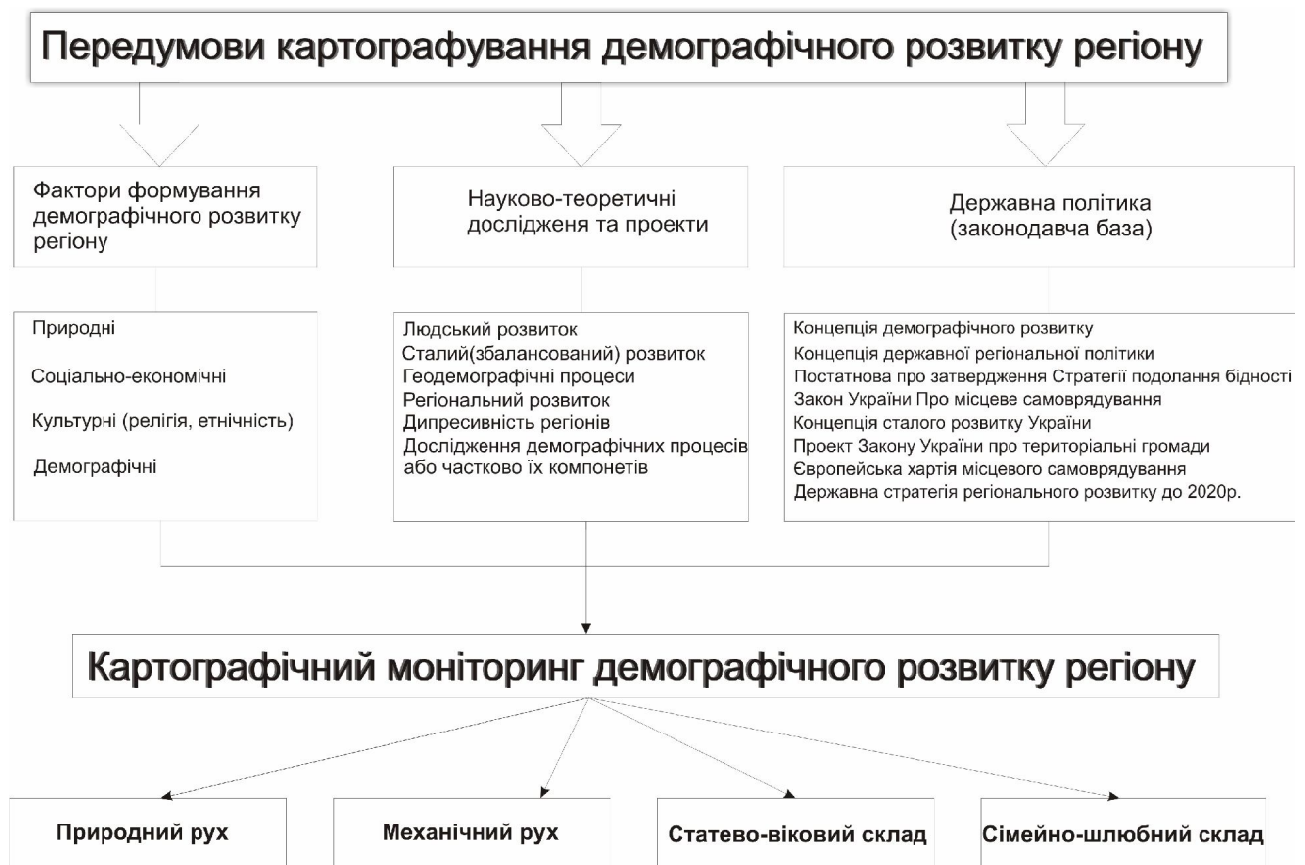 Передумови картографування демографічного розвитку регіону
Фактори формування
демографічного розвитку
регіону
Науково-теоретичні
дослідженя та проекти
Державна політика
(законодавча база)
Природні
Соціально-економічні
Культурні (релігія, етнічність)
Демографічні
Людський розвиток
Сталий(збалансований) розвиток
Геодемографічні процеси
Регіональний розвиток
Дипресивність регіонів
Дослідження демографічних процесів
або частково їх компонетів
Концепція демографічного розвитку
Концепція державної регіональної політики
Постатнова про затвердження Стратегії подолання бідності
Закон України Про місцеве самоврядування
Концепція сталого розвитку України
Проект Закону України про територіальні громади
Європейська хартія місцевого самоврядування
Державна стратегія регіонального розвитку до 2020р.
Картографічний моніторинг демографічного розвитку регіону
Природний рух
Механічний рух
Статево-віковий склад
Сімейно-шлюбний склад